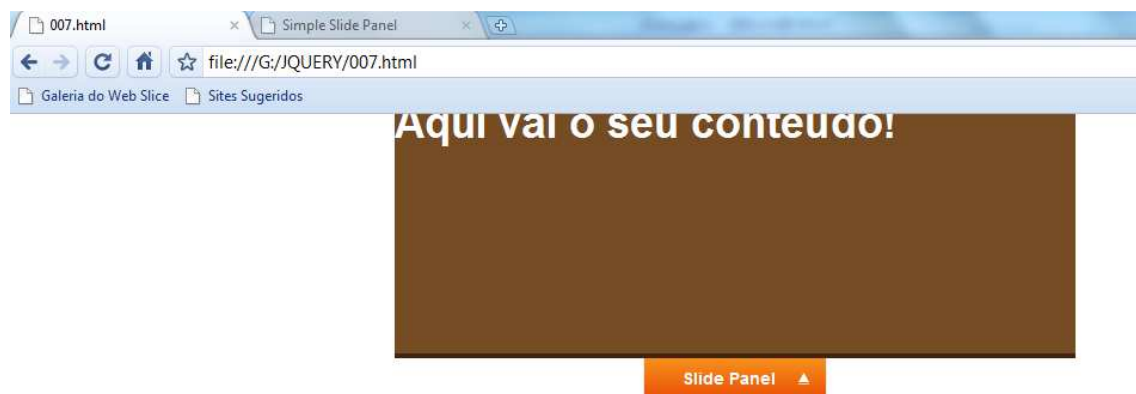 007.html × Simple Slide Panel ×
file:///G:/JQUERY/007.html
Galeria do Web Slice Sites Sugeridos
Aqui vai o seu conteúdo!
Slide Panel ▲